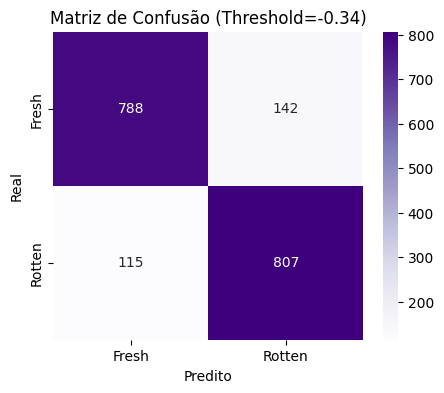 Matriz de Confusão (Threshold=-0.34)
Real
Fresh
788
142
Rotten
115
807
Fresh
Rotten
Predito
800
700
600
500
400
300
200